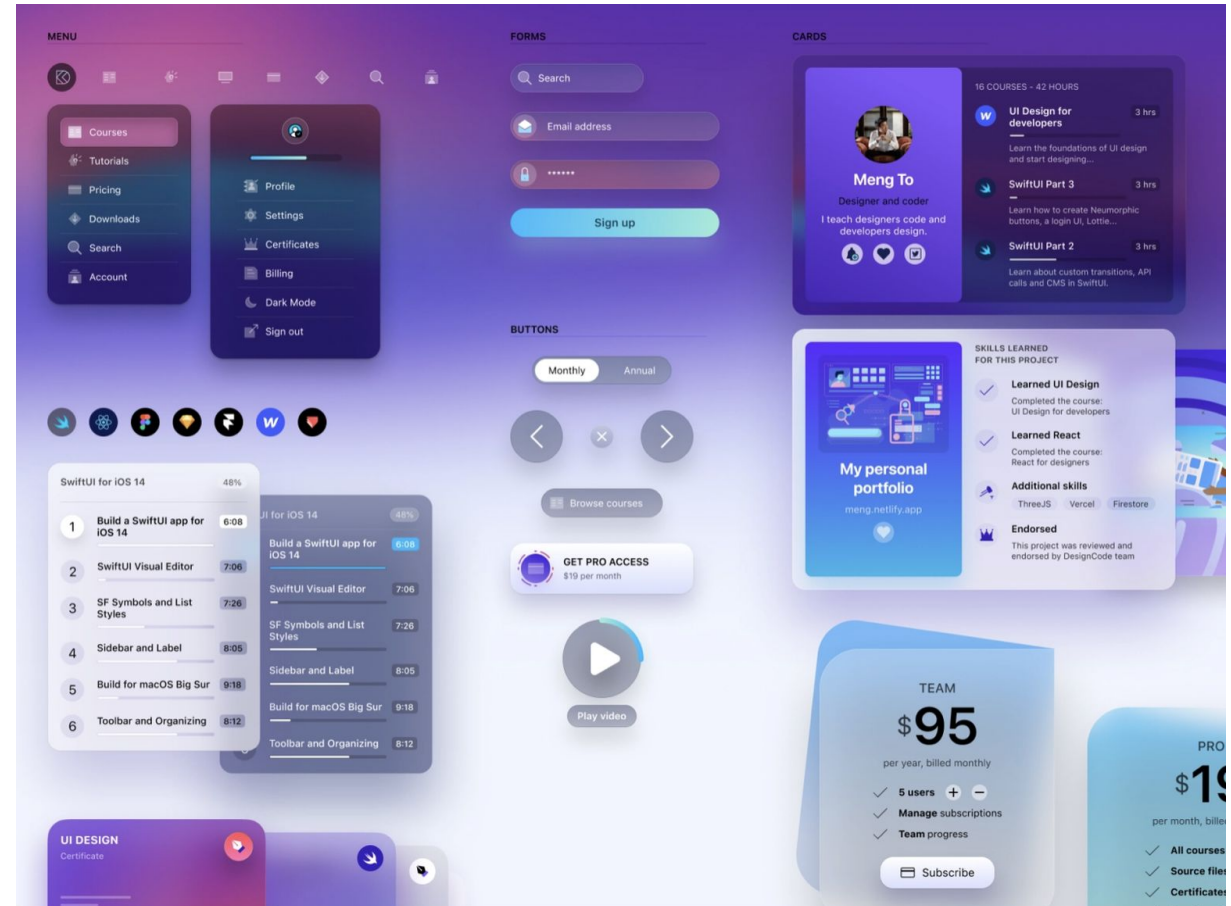 MENU
Courses
Tutorials
Pricing
Downloads
Search
Account
Profile
Settings
Certificates
Billing
Dark Mode
Sign out
W
SwiftUI for iOS 14
48%
1
Build a SwiftUI app for
iOS 14
6:08
2
SwiftUI Visual Editor
7:06
3
SF Symbols and List
Styles
7:26
4
Sidebar and Label
8:05
5
Build for macOS Big Sur
9:18
6
Toolbar and Organizing
8:12
UI for iOS 14
48%
Build a SwiftUI app for
iOS 14
6:08
SwiftUI Visual Editor
7:06
SF Symbols and List
Styles
7:26
Sidebar and Label
8:05
Build for macOS Big Sur
9:18
Toolbar and Organizing
8:12
UI DESIGN
Certificate
FORMS
Search
Email address
******
Sign up
BUTTONS
Monthly
Annual
Browse courses
GET PRO ACCESS
$19 per month
Play video
CARDS
Meng To
Designer and coder
I teach designers code and
developers design.
16 COURSES - 42 HOURS
W
UI Design for
developers
3 hrs
Learn the foundations of UI design
and start designing...
SwiftUI Part 3
3 hrs
Learn how to create Neumorphic
buttons, a login UI, Lottie...
SwiftUI Part 2
3 hrs
Learn about custom transitions, API
calls and CMS in SwiftUI.
My personal
portfolio
meng.netlify.app
SKILLS LEARNED
FOR THIS PROJECT
Learned UI Design
Completed the course:
UI Design for developers
Learned React
Completed the course:
React for designers
Additional skills
ThreeJS
Vercel
Firestore
Endorsed
This project was reviewed and
endorsed by DesignCode team
TEAM
$95
per year, billed monthly
5 users + −
Manage subscriptions
Team progress
Subscribe
PRO
$19
per month, bille
All courses
Source files
Certificates